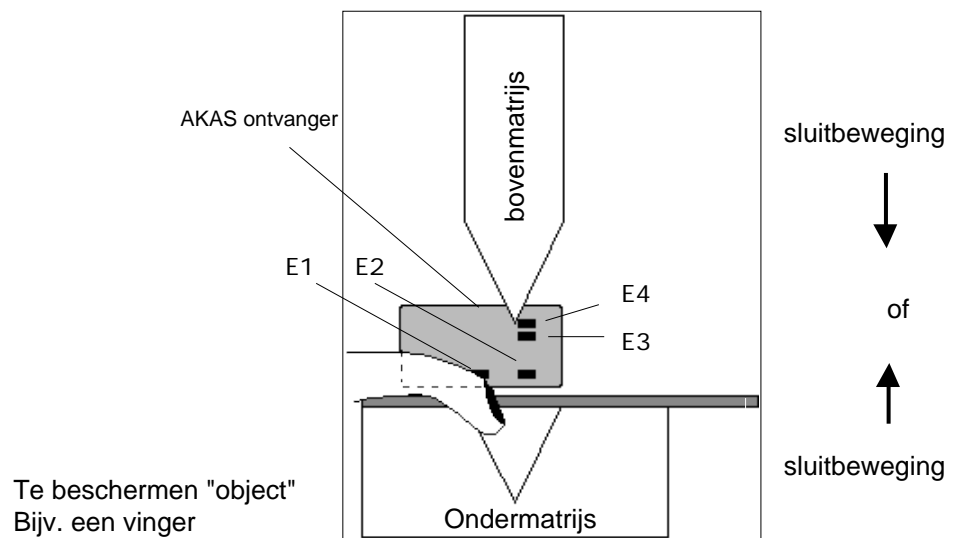 AKAS ontvanger
bovenmatrijs
sluitbeweging
E1
E2
E4
of
E3
sluitbeweging
Te beschermen "object"
Bijv. een vinger
Ondermatrijs